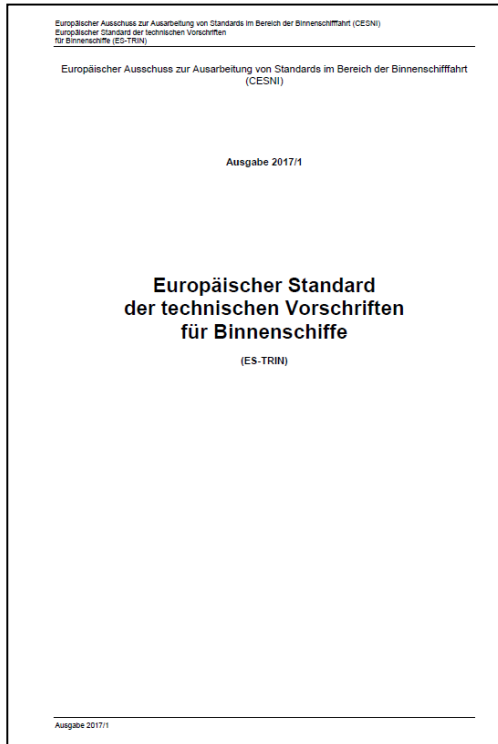 Europäischer Ausschuss zur Ausarbeitung von Standards im Bereich der Binnenschifffahrt (CESNI)
Europäischer Standard der technischen Vorschriften
für Binnenschiffe (ES-TRIN)
Europäischer Ausschuss zur Ausarbeitung von Standards im Bereich der Binnenschifffahrt
(CESNI)
Ausgabe 2017/1
Europäischer Standard
der technischen Vorschriften
für Binnenschiffe
(ES-TRIN)
Ausgabe 2017/1